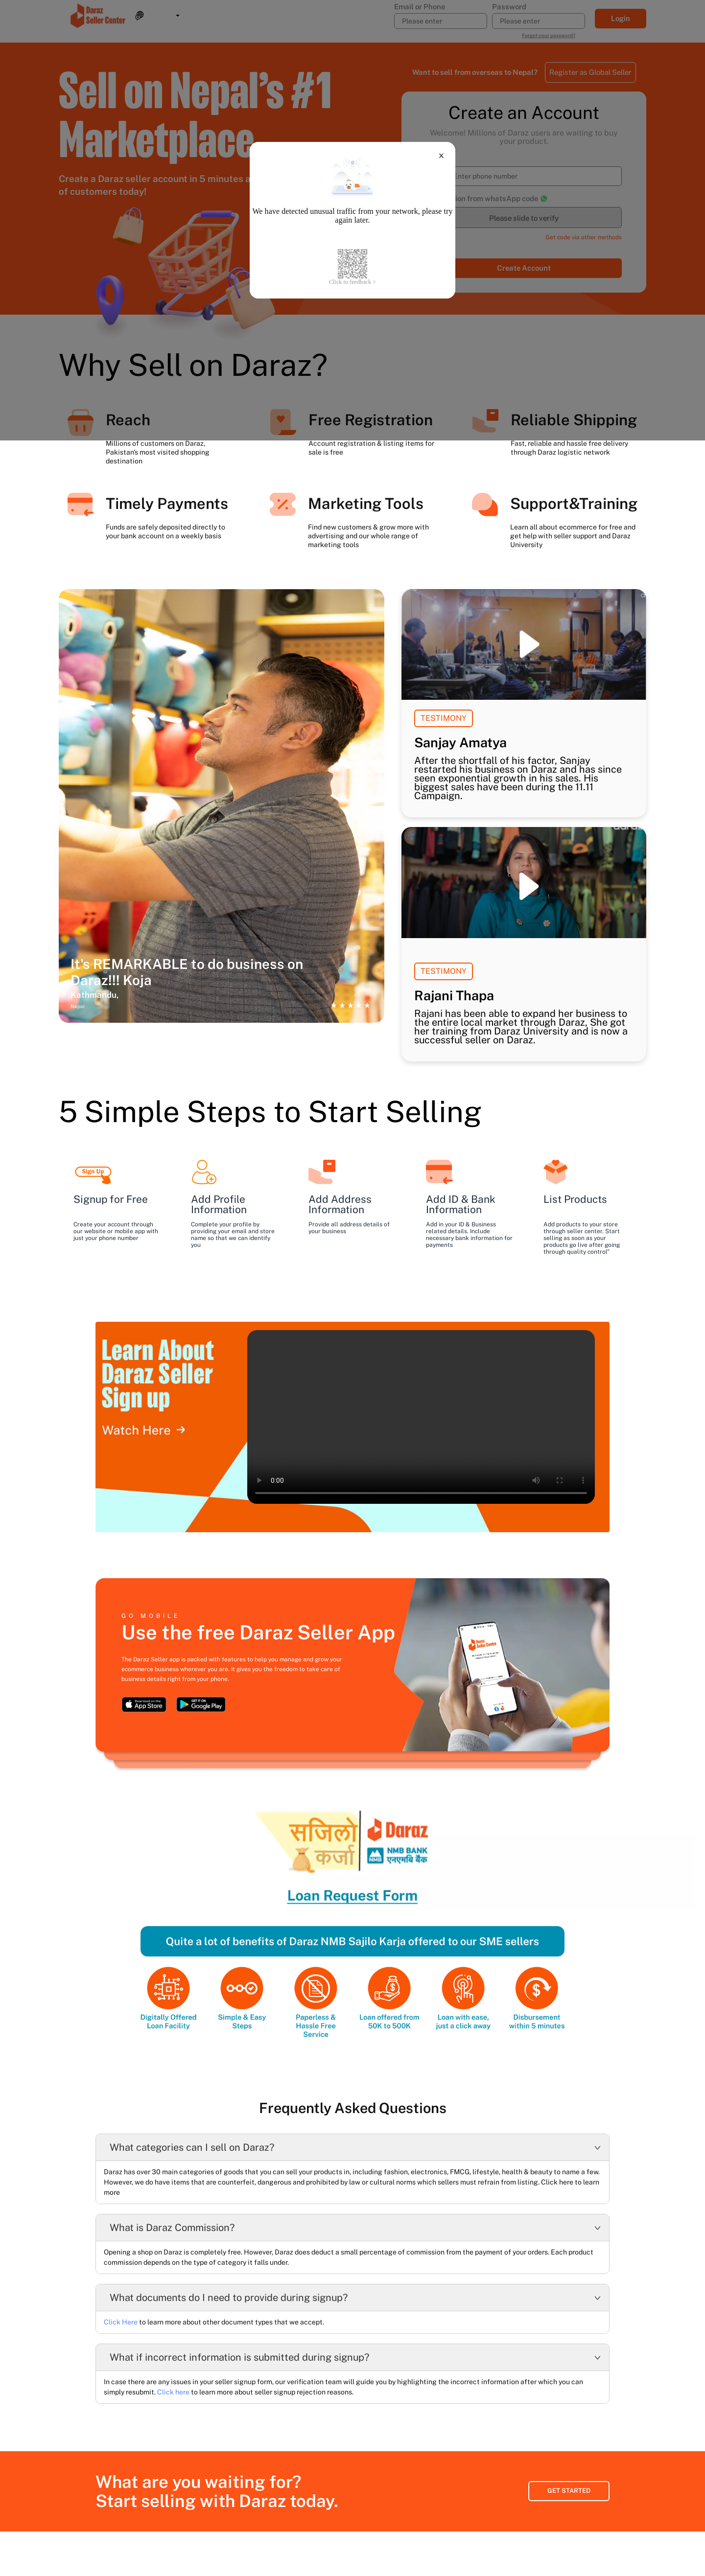 Daraz
Seller Center
Email or Phone
Password
Please enter
Please enter
Login
Forgot your password?
Want to sell from overseas to Nepal?
Register as Global Seller
Sell on Nepal's #1
Marketplace
Create a Daraz seller account in 5 minutes a
of customers today!
Create an Account
Welcome! Millions of Daraz users are waiting to buy
your product.
Enter phone number
ion from whatsApp code
Please slide to verify
Get code via other methods
Create Account
We have detected unusual traffic from your network, please try
again later.
Click to feedback >
Why Sell on Daraz?
Reach
Millions of customers on Daraz,
Pakistan's most visited shopping
destination
Free Registration
Account registration & listing items for
sale is free
Reliable Shipping
Fast, reliable and hassle free delivery
through Daraz logistic network
Timely Payments
Funds are safely deposited directly to
your bank account on a weekly basis
Marketing Tools
Find new customers & grow more with
advertising and our whole range of
marketing tools
Support&Training
Learn all about ecommerce for free and
get help with seller support and Daraz
University
It's REMARKABLE to do business on
Daraz!!! Koja
Kathmandu,
TESTIMONY
Sanjay Amatya
After the shortfall of his factor, Sanjay
restarted his business on Daraz and has since
seen exponential growth in his sales. His
biggest sales have been during the 11.11
Campaign.
TESTIMONY
Rajani Thapa
Rajani has been able to expand her business to
the entire local market through Daraz, She got
her training from Daraz University and is now a
successful seller on Daraz.
5 Simple Steps to Start Selling
Sign Up
Signup for Free
Create your account through
our website or mobile app with
just your phone number
Add Profile
Information
Complete your profile by
providing your email and store
name so that we can identify
you
Add Address
Information
Provide all address details of
your business
Add ID & Bank
Information
Add in your ID & Business
related details. Include
necessary bank information for
payments
List Products
Add products to your store
through seller center. Start
selling as soon as your
products go live after going
through quality control"
Learn About
Daraz Seller
Sign up
Watch Here →
0:00
GO MOBILE
Use the free Daraz Seller App
The Daraz Seller app is packed with features to help you manage and grow your
ecommerce business wherever you are. It gives you the freedom to take care of
business details right from your phone.
Download on the
App Store
GET IT ON
Google Play
Daraz
Seller Center
सजिलो
कर्जा
Daraz
NMB BANK
एनएमबि बैंक
Loan Request Form
Quite a lot of benefits of Daraz NMB Sajilo Karja offered to our SME sellers
Digitally Offered
Loan Facility
Simple & Easy
Steps
Paperless &
Hassle Free
Service
Loan offered from
50K to 500K
Loan with ease,
just a click away
Disbursement
within 5 minutes
Frequently Asked Questions
What categories can I sell on Daraz?
Daraz has over 30 main categories of goods that you can sell your products in, including fashion, electronics, FMCG, lifestyle, health & beauty to name a few.
However, we do have items that are counterfeit, dangerous and prohibited by law or cultural norms which sellers must refrain from listing. Click here to learn
more
What is Daraz Commission?
Opening a shop on Daraz is completely free. However, Daraz does deduct a small percentage of commission from the payment of your orders. Each product
commission depends on the type of category it falls under.
What documents do I need to provide during signup?
Click Here to learn more about other document types that we accept.
What if incorrect information is submitted during signup?
In case there are any issues in your seller signup form, our verification team will guide you by highlighting the incorrect information after which you can
simply resubmit. Click here to learn more about seller signup rejection reasons.
What are you waiting for?
Start selling with Daraz today.
GET STARTED